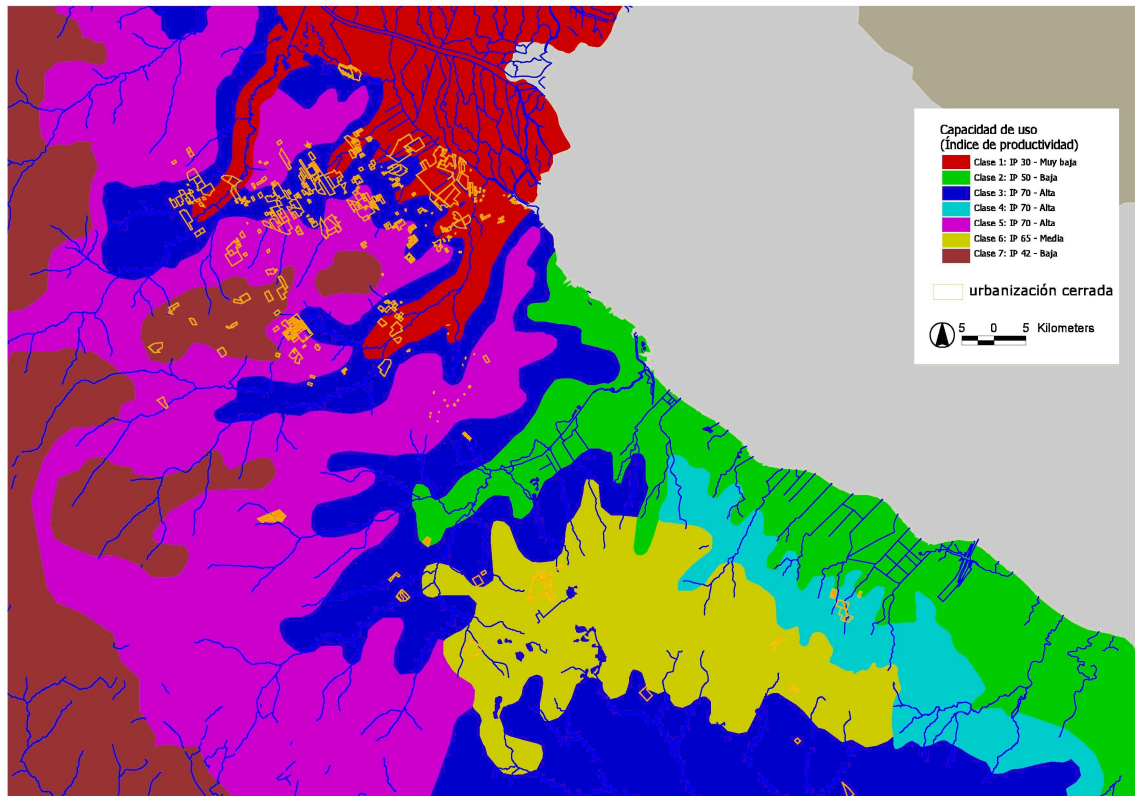 Capacidad de uso
(Índice de productividad)
Clase 1: IP 30 - Muy baja
Clase 2: IP 50 - Baja
Clase 3: IP 70 - Alta
Clase 4: IP 70 - Alta
Clase 5: IP 70 - Alta
Clase 6: IP 65 - Media
Clase 7: IP 42 - Baja
urbanización cerrada
5 0 5 Kilometers